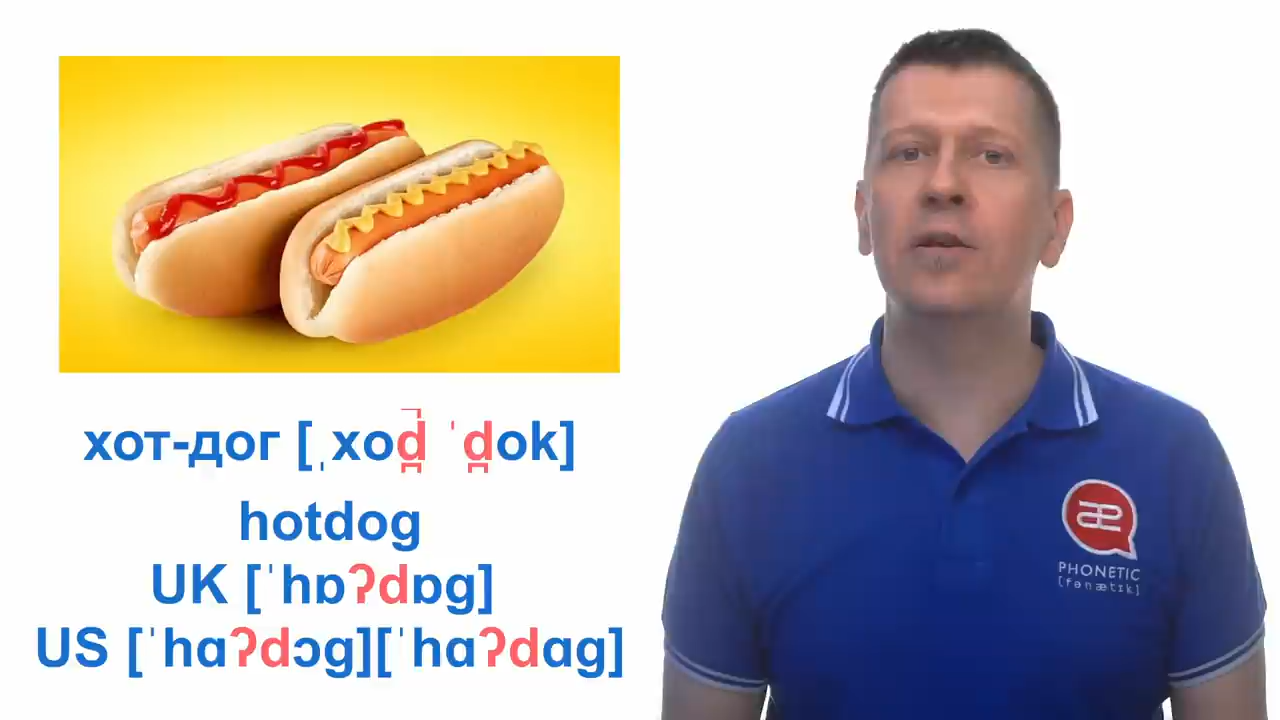 хот-дог [ˌxod̪̚ ˈd̪ok]
hotdog
UK [ˈhɒʔdɒg]
US [ˈhɑʔdɔg][ˈhɑʔdɑg]
æ
PHONETIC
[fənætɪk]